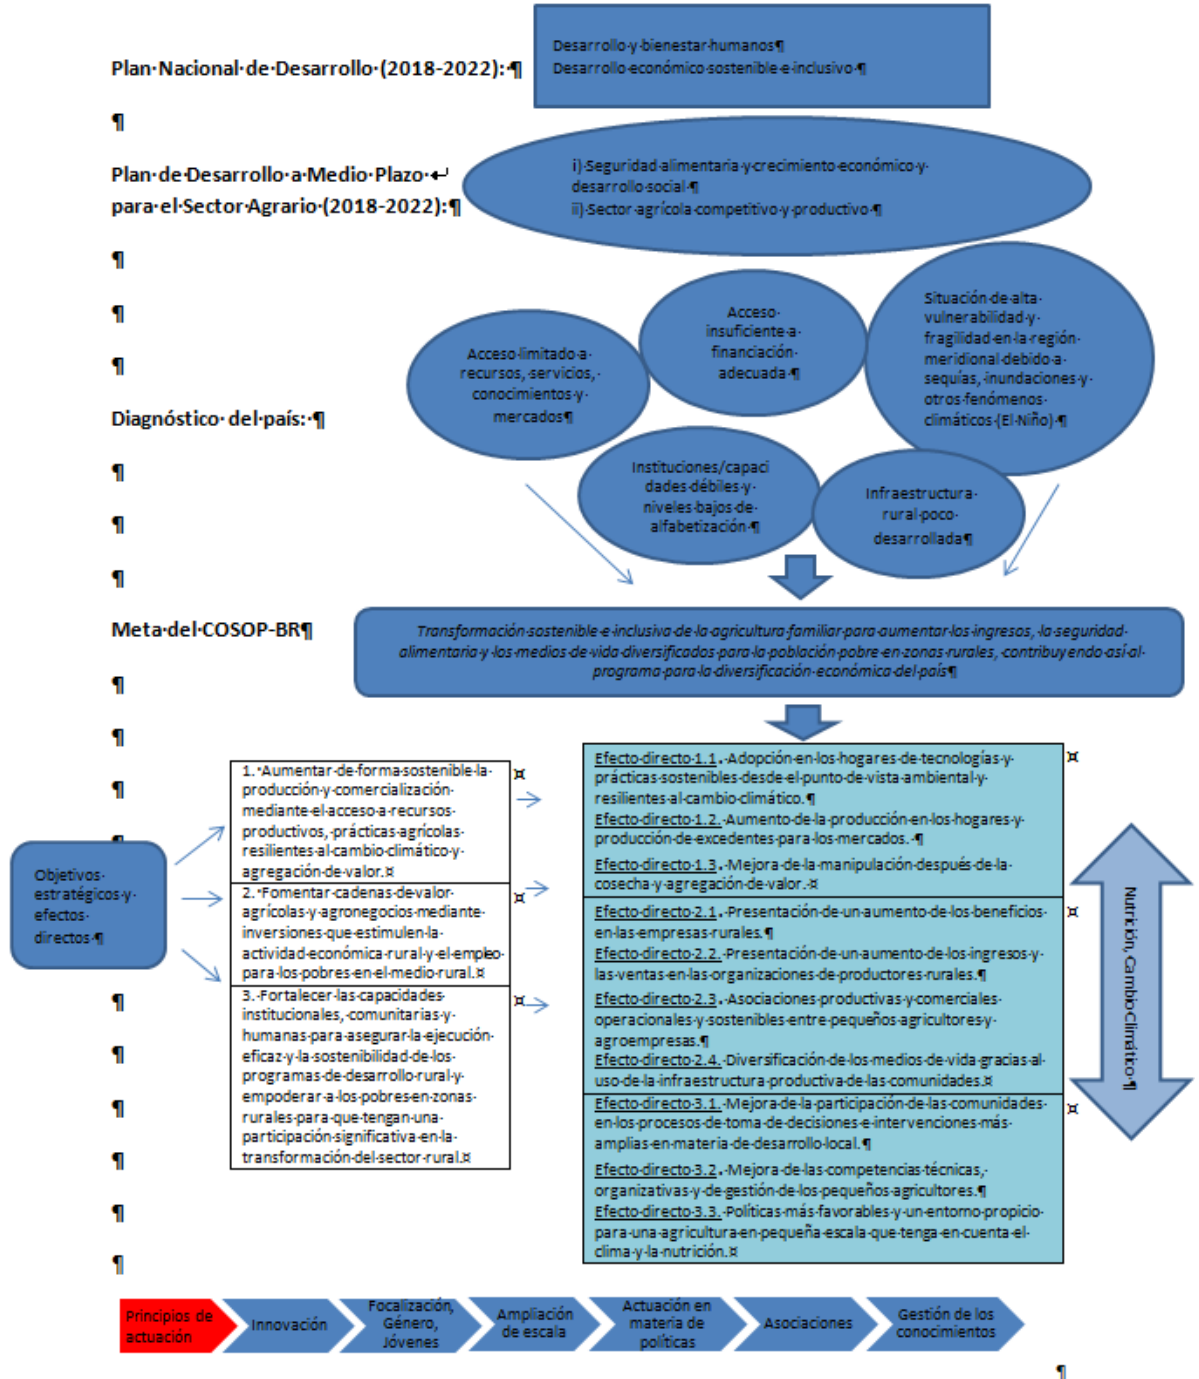 Desarrollo y bienestar humanos¶
Desarrollo económico sostenible e inclusivo ¶
Plan Nacional de Desarrollo (2018-2022): ¶
¶
i) Seguridad alimentaria y crecimiento económico y
desarrollo social ¶
ii) Sector agrícola competitivo y productivo ¶
Plan de Desarrollo a Medio Plazo ↵
para el Sector Agrario (2018-2022):¶
¶
¶
¶
Acceso limitado a
recursos, servicios,
conocimientos y
mercados¶
Acceso
insuficiente a
financiación
adecuada ¶
Situación de alta
vulnerabilidad y
fragilidad en la región
meridional debido a
sequías, inundaciones y
otros fenómenos
climáticos (El Niño) ¶
Diagnóstico del país: ¶
¶
¶
¶
Instituciones/capaci
dades débiles y
niveles bajos de
alfabetización ¶
Infraestructura
rural poco
desarrollada¶
Meta del COSOP-BR¶
Transformación sostenible e inclusiva de la agricultura familiar para aumentar los ingresos, la seguridad
alimentaria y los medios de vida diversificados para la población pobre en zonas rurales, contribuyendo así al
programa para la diversificación económica del país¶
¶
¶
¶
¶
Objetivos
estratégicos y
efectos
directos ¶
1. Aumentar de forma sostenible la
producción y comercialización
mediante el acceso a recursos
productivos, prácticas agrícolas
resilientes al cambio climático y
agregación de valor.¤
¤
Efecto directo 1.1. Adopción en los hogares de tecnologías y
prácticas sostenibles desde el punto de vista ambiental y
resilientes al cambio climático. ¶
Efecto directo 1.2. Aumento de la producción en los hogares y
producción de excedentes para los mercados. ¶
Efecto directo 1.3. Mejora de la manipulación después de la
cosecha y agregación de valor. ¤
¤
2. Fomentar cadenas de valor
agrícolas y agronegocios mediante
inversiones que estimulen la
actividad económica rural y el empleo
para los pobres en el medio rural.¤
¤
Efecto directo 2.1. Presentación de un aumento de los beneficios
en las empresas rurales.¶
Efecto directo 2.2. Presentación de un aumento de los ingresos y
las ventas en las organizaciones de productores rurales.¶
Efecto directo 2.3. Asociaciones productivas y comerciales
operacionales y sostenibles entre pequeños agricultores y
agroempresas.¶
Efecto directo 2.4. Diversificación de los medios de vida gracias al
uso de la infraestructura productiva de las comunidades.¤
¤
3. Fortalecer las capacidades
institucionales, comunitarias y
humanas para asegurar la ejecución
eficaz y la sostenibilidad de los
programas de desarrollo rural y
empoderar a los pobres en zonas
rurales para que tengan una
participación significativa en la
transformación del sector rural.¤
¤
Efecto directo 3.1. Mejora de la participación de las comunidades
en los procesos de toma de decisiones e intervenciones más
amplias en materia de desarrollo local. ¶
Efecto directo 3.2. Mejora de las competencias técnicas,
organizativas y de gestión de los pequeños agricultores.¶
Efecto directo 3.3. Políticas más favorables y un entorno propicio
para una agricultura en pequeña escala que tenga en cuenta el
clima y la nutrición.¤
¤
Nutrición, Cambio Climático ¶
¶
¶
¶
¶
¶
¶
Principios de
actuación
Innovación
Focalización,
Género,
Jóvenes
Ampliación
de escala
Actuación en
materia de
políticas
Asociaciones
Gestión de los
conocimientos
¶